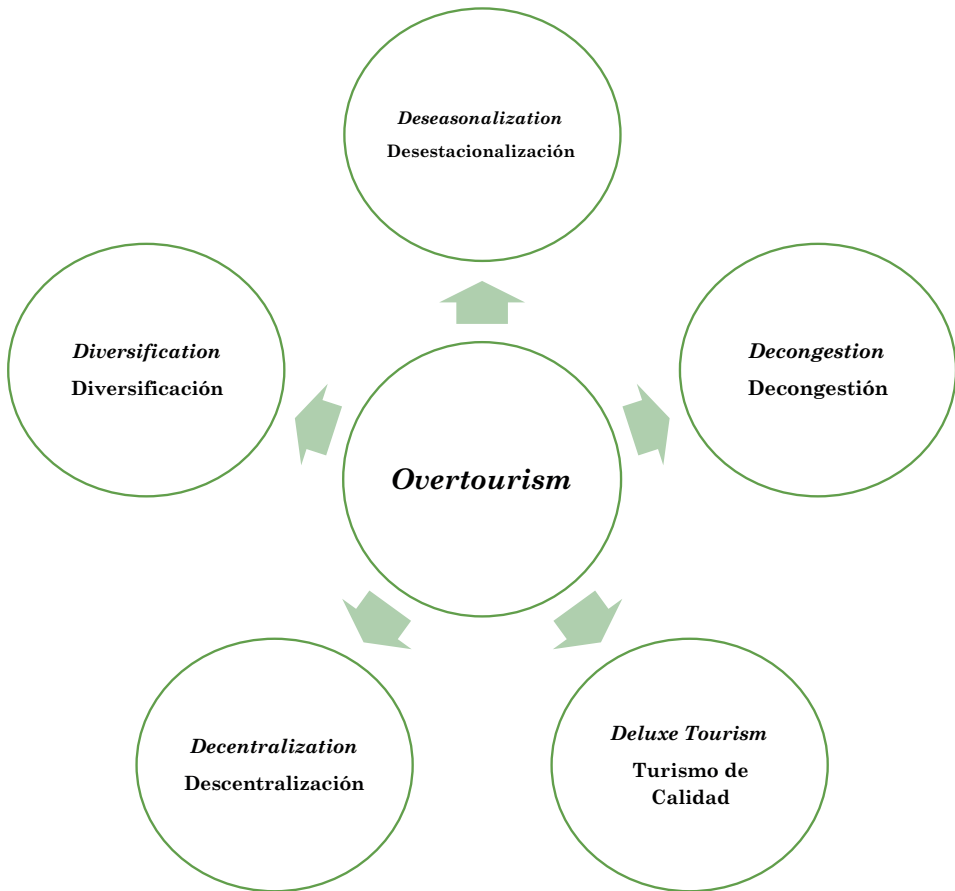 Deseasonalization
Desestacionalización
Diversification
Diversificación
Decongestion
Decongestión
Overtourism
Decentralization
Descentralización
Deluxe Tourism
Turismo de
Calidad